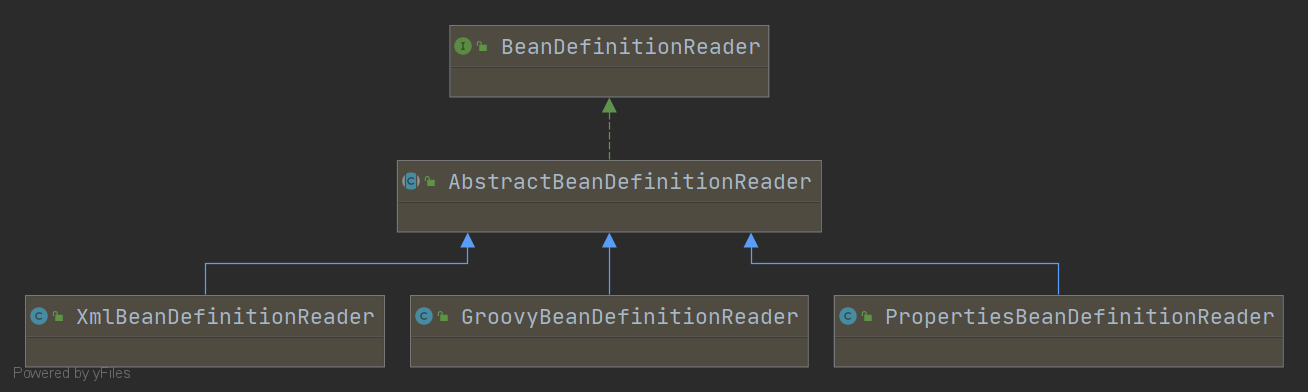 BeanDefinitionReader
AbstractBeanDefinitionReader
XmlBeanDefinitionReader
GroovyBeanDefinitionReader
PropertiesBeanDefinitionReader
Powered by yFiles